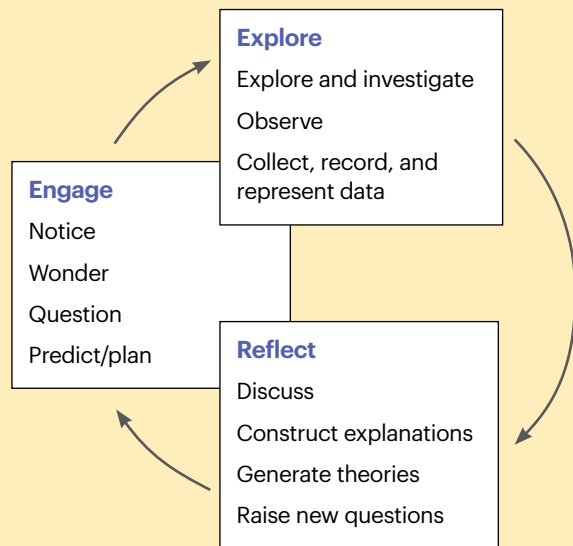 Explore
Explore and investigate
Observe
Collect, record, and
represent data
Engage
Notice
Wonder
Question
Predict/plan
Reflect
Discuss
Construct explanations
Generate theories
Raise new questions